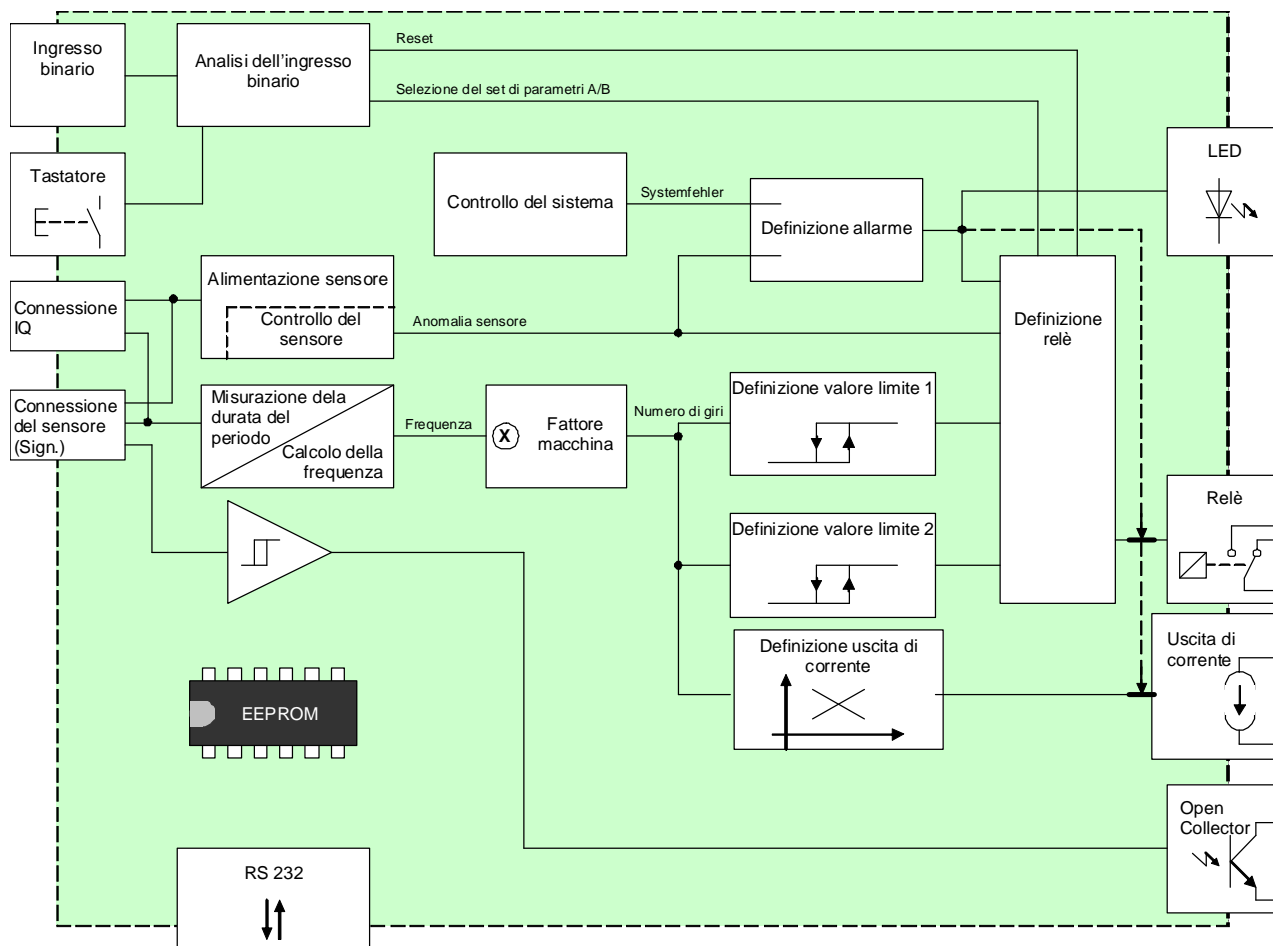 Ingresso
binario
Analisi dell'ingresso
binario
Reset
Selezione del set di parametri A/B
Tastatore
LED
Controllo del sistema
Systemfehler
Definizione allarme
Connessione
IQ
Alimentazione sensore
Controllo del
sensore
Anomalia sensore
Definizione
relè
Connessione
del sensore
(Sign.)
Misurazione dela
durata del
periodo
Calcolo della
frequenza
Frequenza
X
Fattore
macchina
Numero di giri
Definizione valore limite 1
Definizione valore limite 2
Relè
Definizione uscita di
corrente
Uscita di
corrente
EEPROM
Open
Collector
RS 232